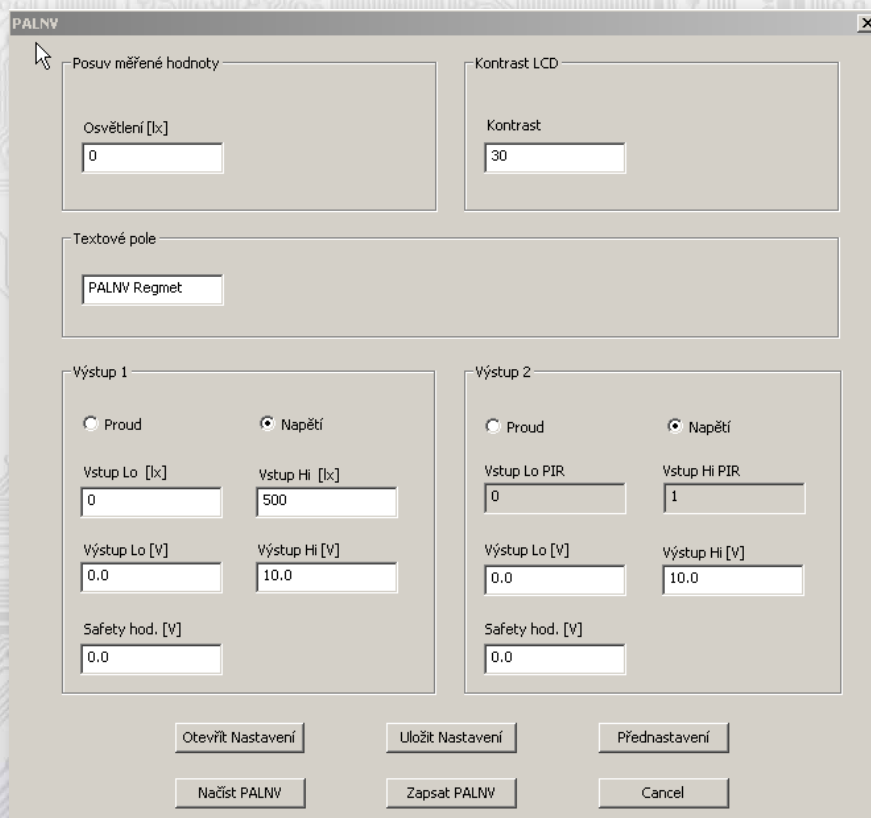 PALNV
Posuv měřené hodnoty
Osvětlení [lx]
0
Kontrast LCD
Kontrast
30
Textové pole
PALNV Regmet
Výstup 1
Proud
Napětí
Vstup Lo [lx]
0
Vstup Hi [lx]
500
Výstup Lo [V]
0.0
Výstup Hi [V]
10.0
Safety hod. [V]
0.0
Výstup 2
Proud
Napětí
Vstup Lo PIR
0
Vstup Hi PIR
1
Výstup Lo [V]
0.0
Výstup Hi [V]
10.0
Safety hod. [V]
0.0
Otevřít Nastavení
Uložit Nastavení
Přednastavení
Načíst PALNV
Zapsat PALNV
Cancel